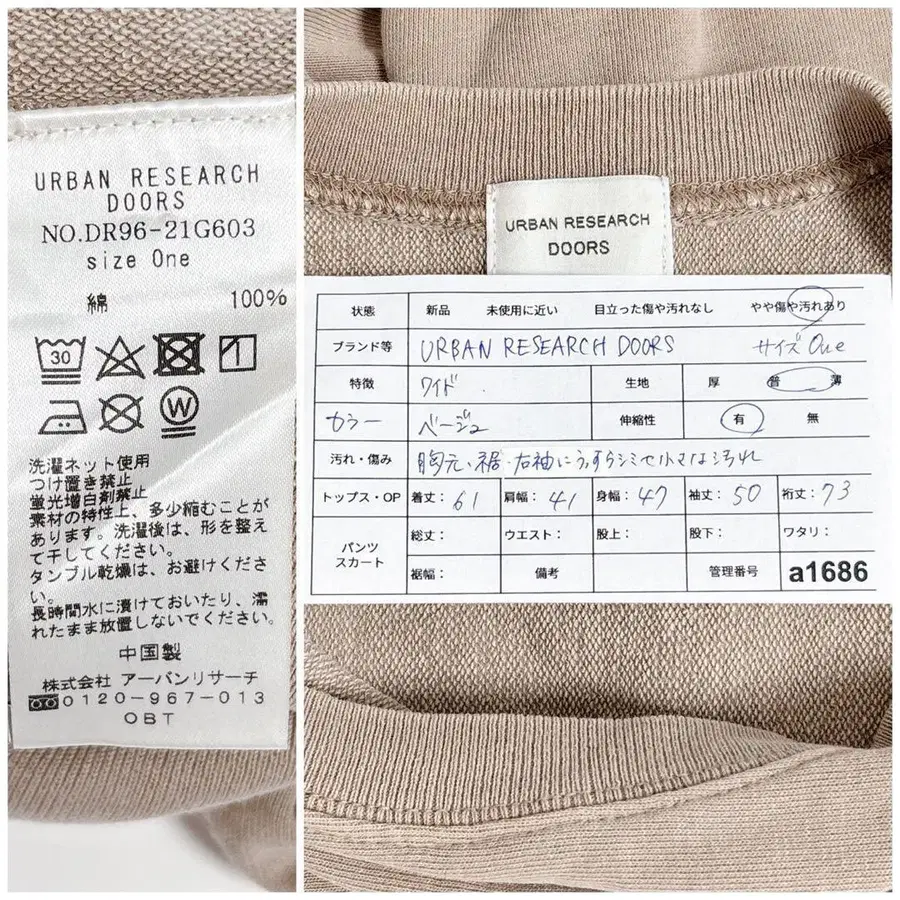 URBAN RESEARCH
DOORS
NO.DR96-21G603
size One
綿 100%
30
W
洗濯ネット使用
つけ置き禁止
蛍光増白剤禁止
素材の特性上、多少縮むことが
あります。洗濯後は、形を整え
て干してください。
タンブル乾燥は、お避けくださ
い。
長時間水に漬けておいたり、濡
れたまま放置しないでください。
中国製
株式会社 アーバンリサーチ
0120-967-013
OBT
URBAN RESEARCH
DOORS
状態 新品 未使用に近い 目立った傷や汚れなし やや傷や汚れあり
ブランド等 URBAN RESEARCH DOORS サイズ One
特徴 ワイド 生地 厚 普 薄
カラー ベージュ 伸縮性 有 無
汚れ・傷み 胸元・裾・右袖にうすらシミや小さな汚れ
トップス・OP 着丈：61 肩幅：41 身幅：47 袖丈：50 裄丈：73
パンツ スカート 総丈： ウエスト： 股上： 股下： ワタリ：
裾幅： 備考 管理番号 a1686